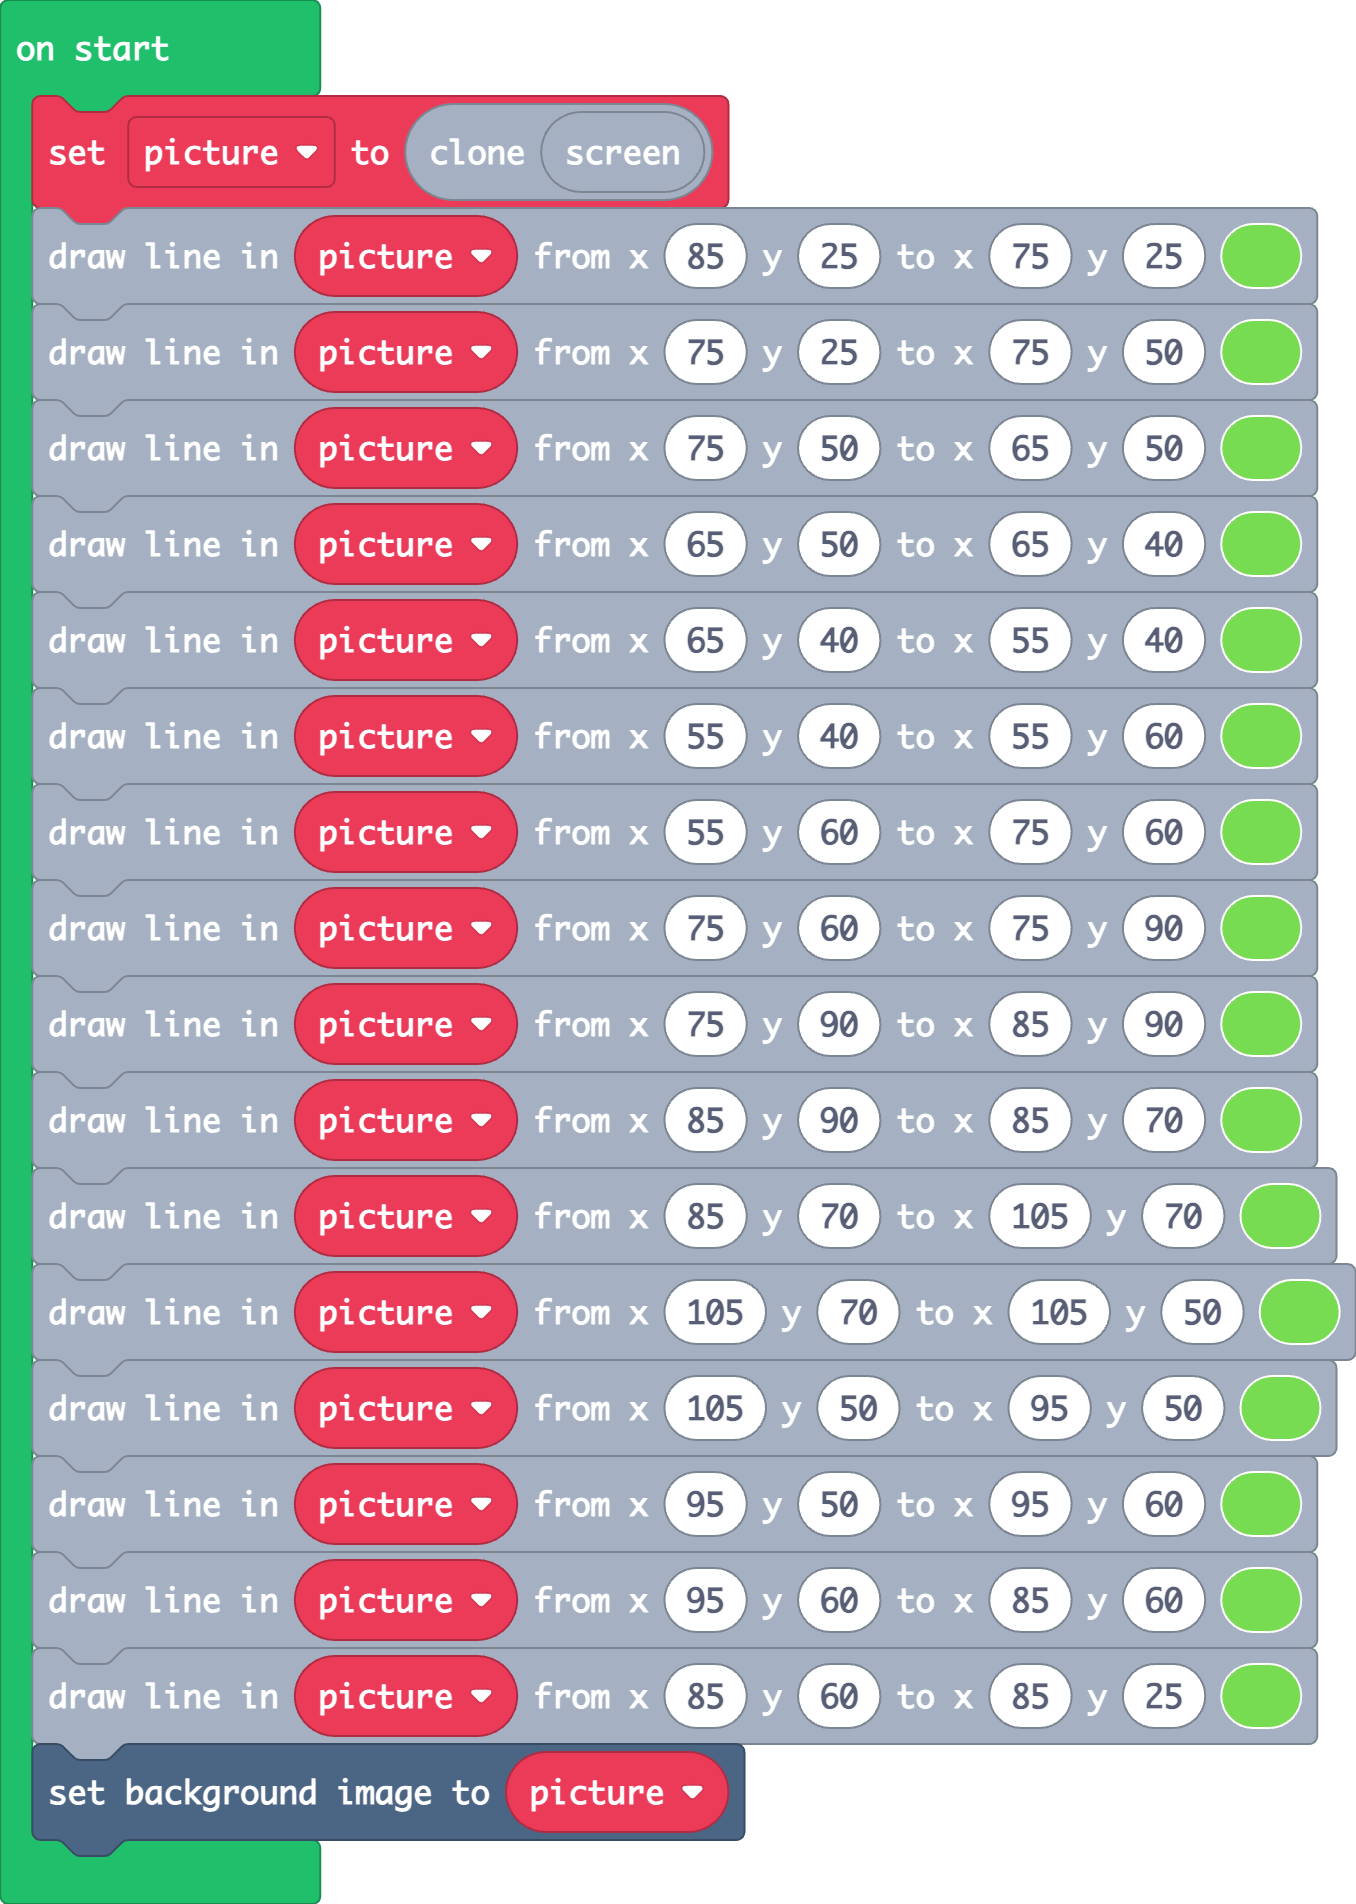 on start
set picture to clone screen
draw line in picture from x 85 y 25 to x 75 y 25
draw line in picture from x 75 y 25 to x 75 y 50
draw line in picture from x 75 y 50 to x 65 y 50
draw line in picture from x 65 y 50 to x 65 y 40
draw line in picture from x 65 y 40 to x 55 y 40
draw line in picture from x 55 y 40 to x 55 y 60
draw line in picture from x 55 y 60 to x 75 y 60
draw line in picture from x 75 y 60 to x 75 y 90
draw line in picture from x 75 y 90 to x 85 y 90
draw line in picture from x 85 y 90 to x 85 y 70
draw line in picture from x 85 y 70 to x 105 y 70
draw line in picture from x 105 y 70 to x 105 y 50
draw line in picture from x 105 y 50 to x 95 y 50
draw line in picture from x 95 y 50 to x 95 y 60
draw line in picture from x 95 y 60 to x 85 y 60
draw line in picture from x 85 y 60 to x 85 y 25
set background image to picture